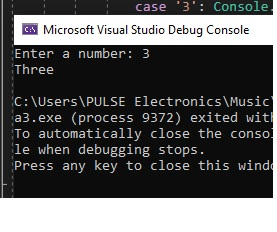 case '3': Console.
Microsoft Visual Studio Debug Console
Enter a number: 3
Three
C:\Users\PULSE Electronics\Music\
a3.exe (process 9372) exited with
To automatically close the consol
le when debugging stops.
Press any key to close this windo